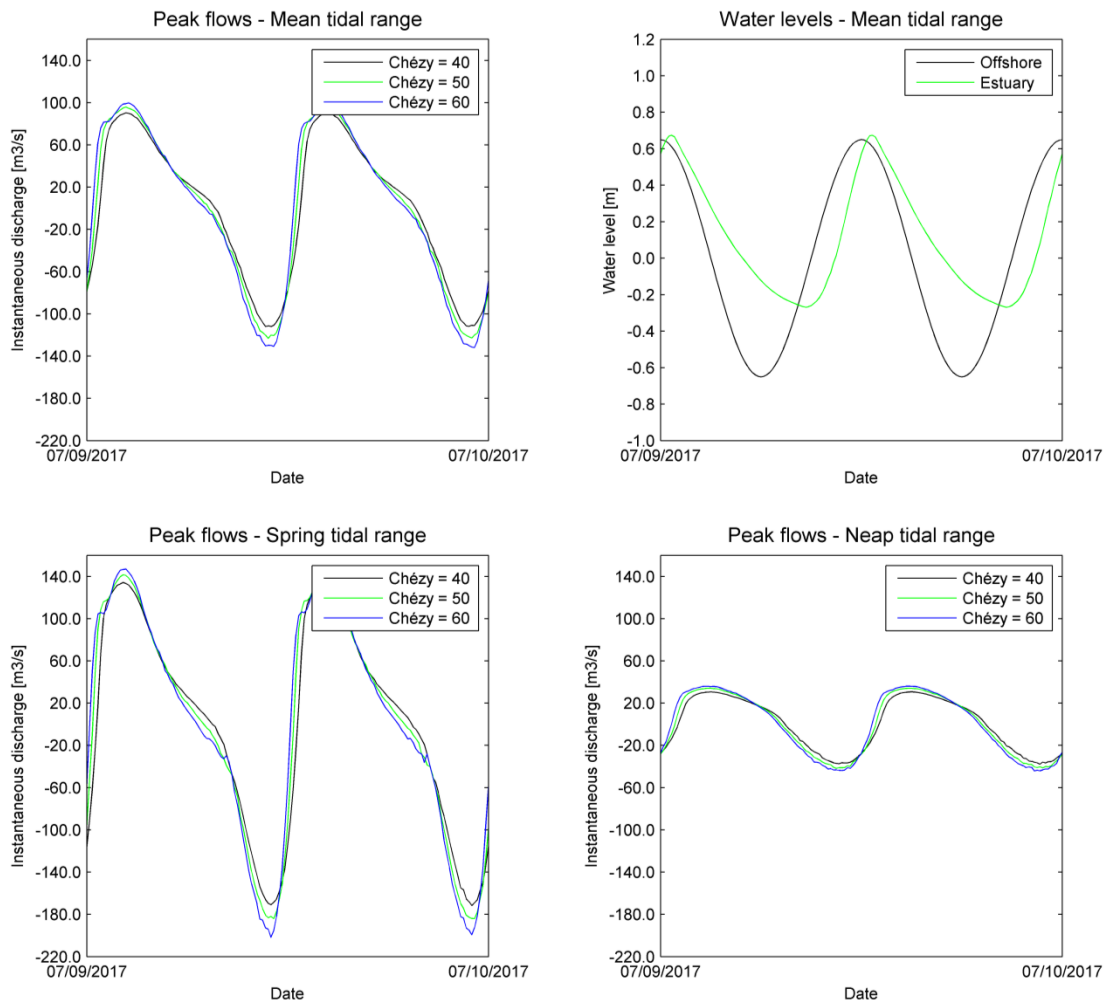 Peak flows - Mean tidal range
140.0
100.0
60.0
20.0
-20.0
-60.0
-100.0
-140.0
-180.0
-220.0
Instantaneous discharge [m3/s]
Chézy = 40
Chézy = 50
Chézy = 60
07/09/2017
07/10/2017
Date
Water levels - Mean tidal range
1.2
1.0
0.8
0.6
0.4
0.2
0.0
-0.2
-0.4
-0.6
-0.8
-1.0
Water level [m]
Offshore
Estuary
07/09/2017
07/10/2017
Date
Peak flows - Spring tidal range
140.0
100.0
60.0
20.0
-20.0
-60.0
-100.0
-140.0
-180.0
-220.0
Instantaneous discharge [m3/s]
Chézy = 40
Chézy = 50
Chézy = 60
07/09/2017
07/10/2017
Date
Peak flows - Neap tidal range
140.0
100.0
60.0
20.0
-20.0
-60.0
-100.0
-140.0
-180.0
-220.0
Instantaneous discharge [m3/s]
Chézy = 40
Chézy = 50
Chézy = 60
07/09/2017
07/10/2017
Date